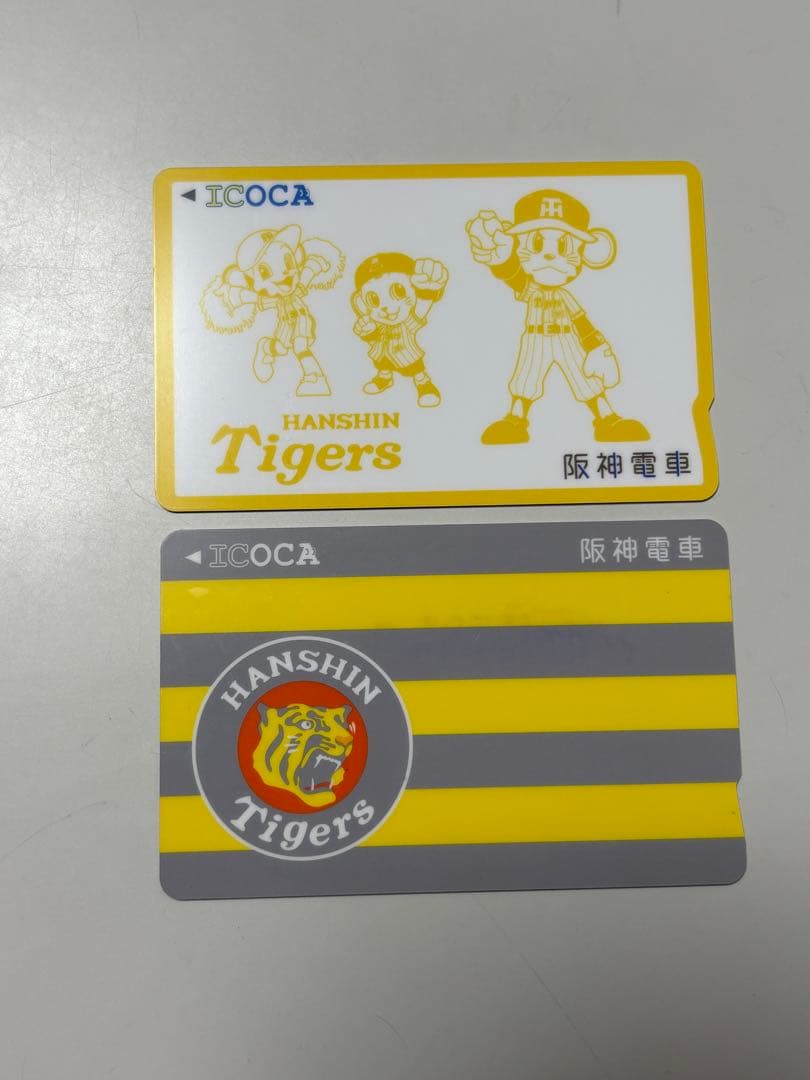 ICOCA
HANSHIN
Tigers
阪神電車
ICOCA
阪神電車
HANSHIN
Tigers